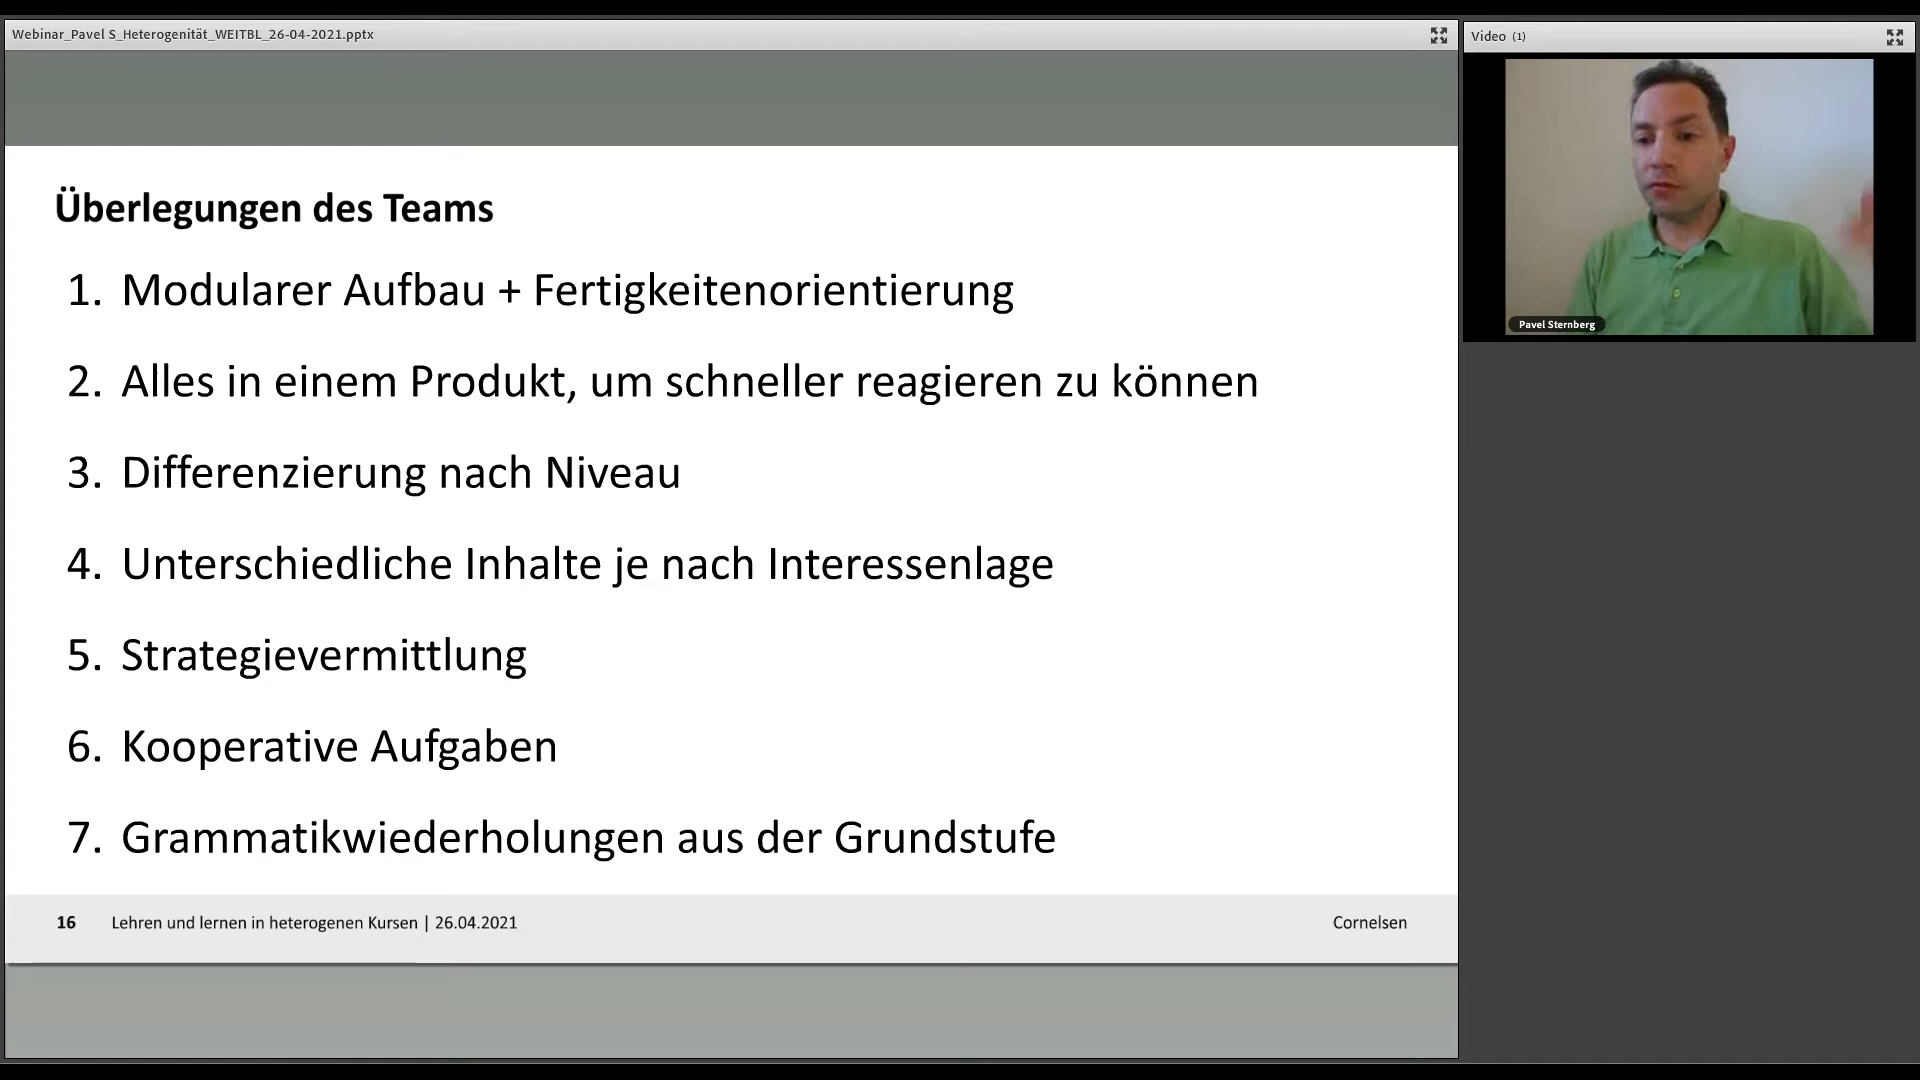 Webinar_Pavel S_Heterogenität_WEITBL_26-04-2021.pptx
Video (1)
Pavel Sternberg
Überlegungen des Teams
1. Modularer Aufbau + Fertigkeitenorientierung
2. Alles in einem Produkt, um schneller reagieren zu können
3. Differenzierung nach Niveau
4. Unterschiedliche Inhalte je nach Interessenlage
5. Strategievermittlung
6. Kooperative Aufgaben
7. Grammatikwiederholungen aus der Grundstufe
16 Lehren und lernen in heterogenen Kursen | 26.04.2021 Cornelsen